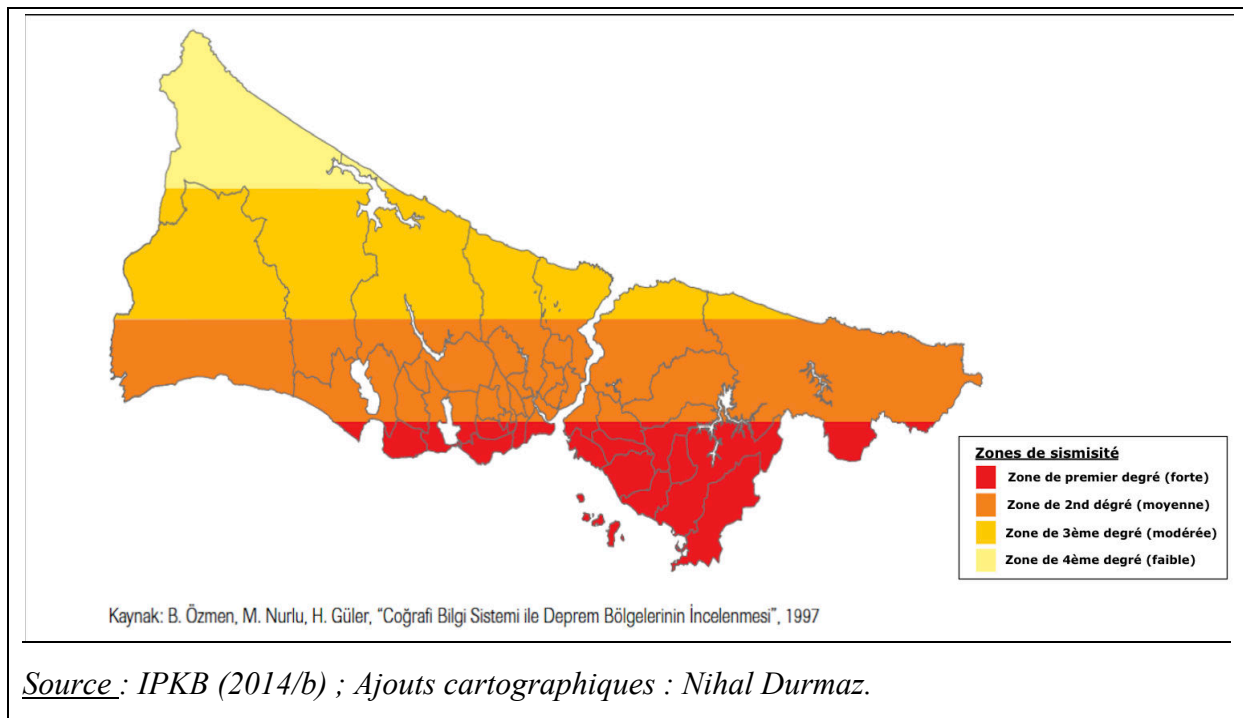 Zones de sismisité
Zone de premier degré (forte)
Zone de 2nd dégré (moyenne)
Zone de 3ème degré (modérée)
Zone de 4ème degré (faible)
Kaynak: B. Özmen, M. Nurlu, H. Güler, "Coğrafi Bilgi Sistemi ile Deprem Bölgelerinin İncelenmesi", 1997
Source : IPKB (2014/b) ; Ajouts cartographiques : Nihal Durmaz.